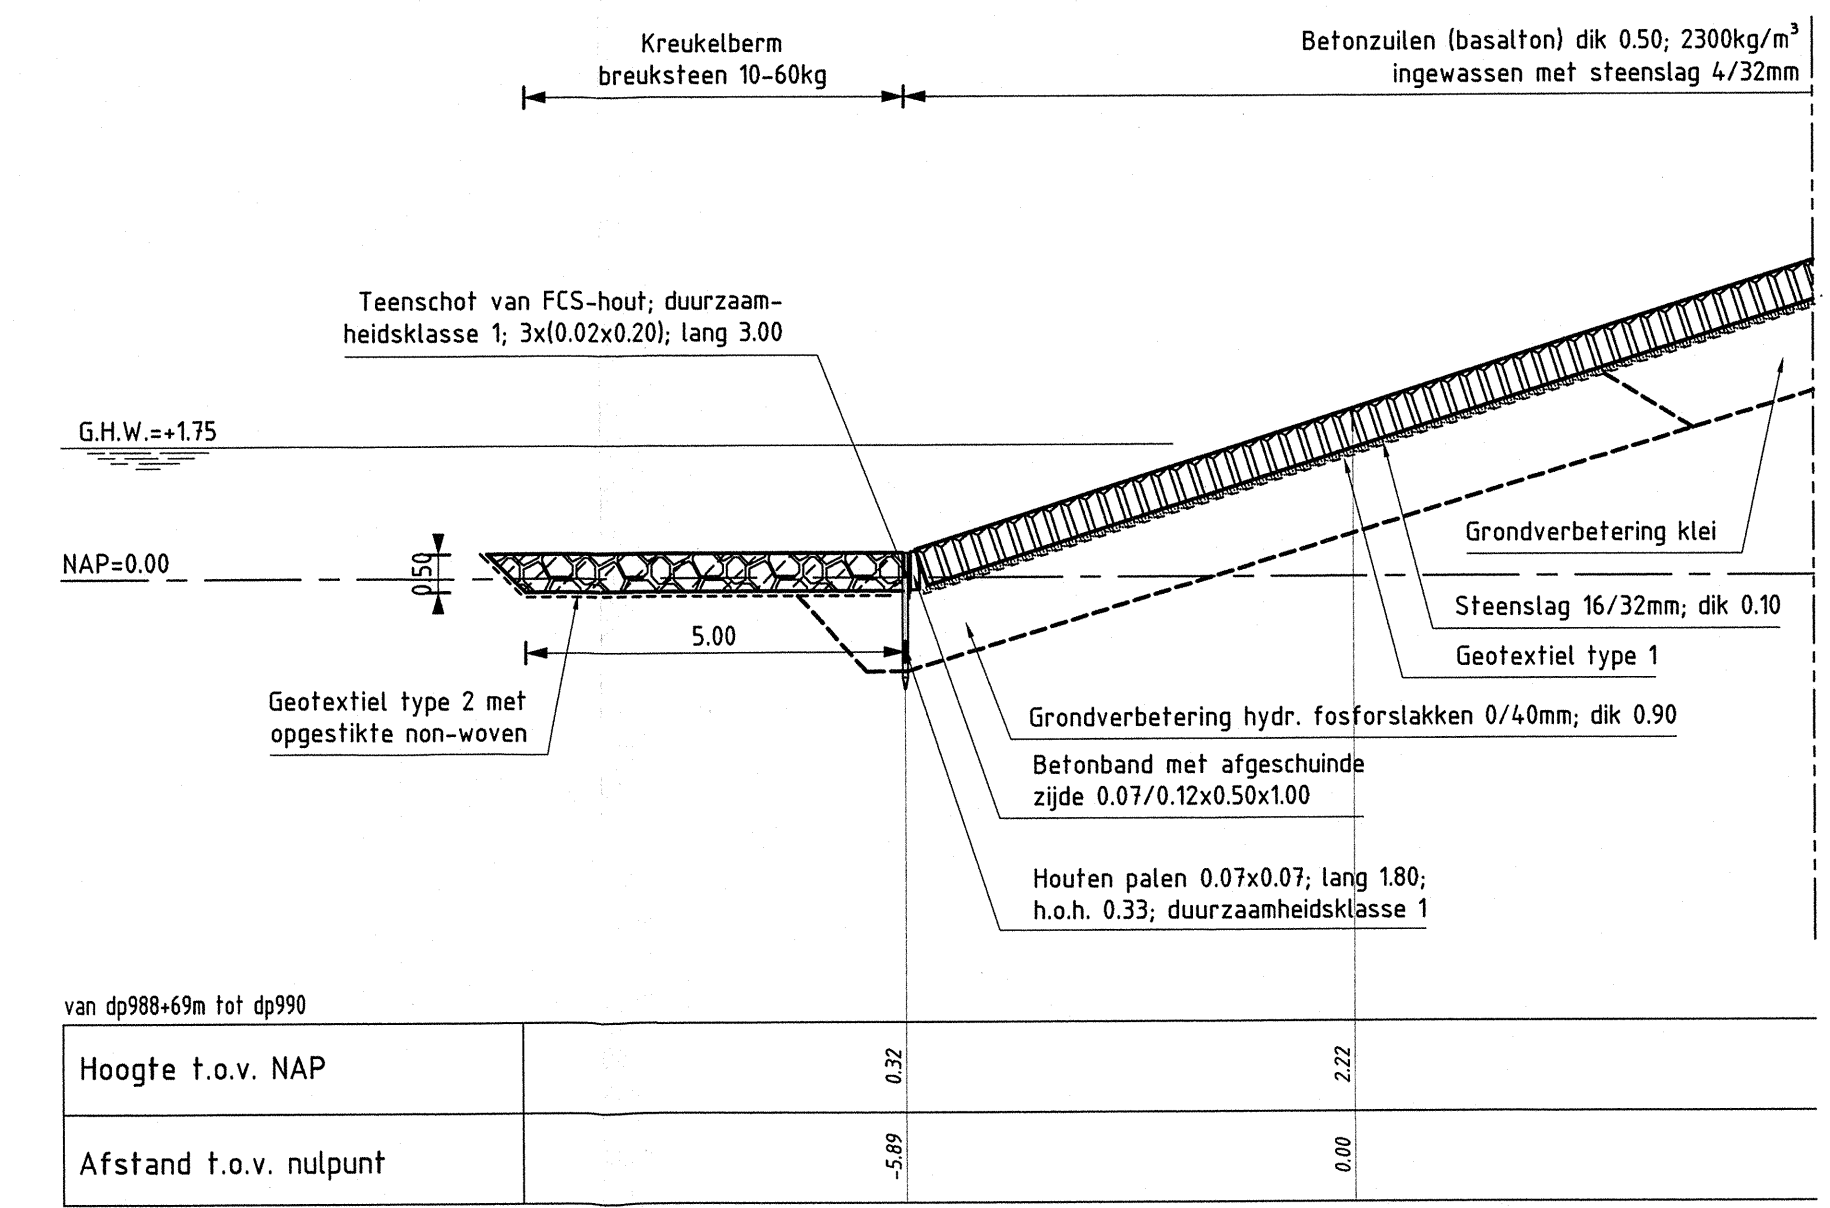 Kreukelberm
breuksteen 10-60kg
Betonzuilen (basalton) dik 0.50; 2300kg/m³
ingewassen met steenslag 4/32mm
Teenschot van FCS-hout; duurzaam-
heidsklasse 1; 3x(0.02x0.20); lang 3.00
G.H.W.=+1.75
NAP=0.00
0.50
5.00
Grondverbetering klei
Steenslag 16/32mm; dik 0.10
Geotextiel type 1
Geotextiel type 2 met
opgestikte non-woven
Grondverbetering hydr. fosforslakken 0/40mm; dik 0.90
Betonband met afgeschuinde
zijde 0.07/0.12x0.50x1.00
Houten palen 0.07x0.07; lang 1.80;
h.o.h. 0.33; duurzaamheidsklasse 1
van dp988+69m tot dp990
Hoogte t.o.v. NAP
0.32
2.22
Afstand t.o.v. nulpunt
-5.89
0.00